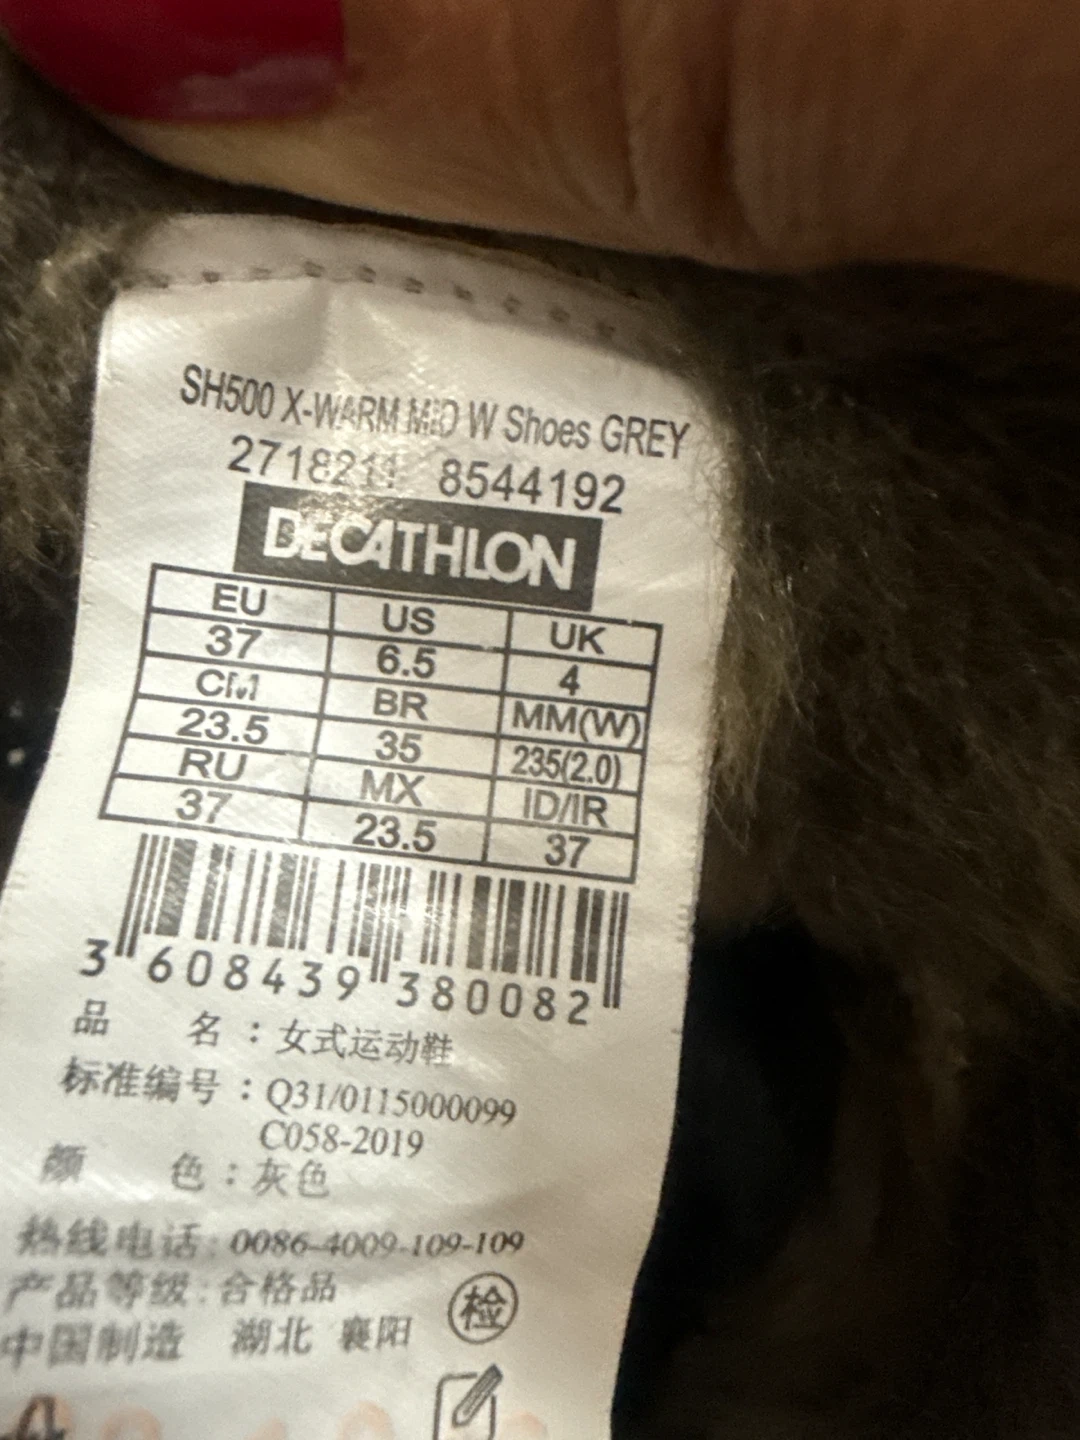 SH500 X-WARM MID W Shoes GREY
2718211 8544192
DECATHLON
EU US UK
37 6.5 4
CM BR MM(W)
23.5 35 235(2.0)
RU MX ID/IR
37 23.5 37
3 608439 380082
品 名：女式运动鞋
标准编号：Q31/0115000099
C058-2019
颜 色：灰色
热线电话：0086-4009-109-109
产品等级：合格品
检
中国制造 湖北 襄阳